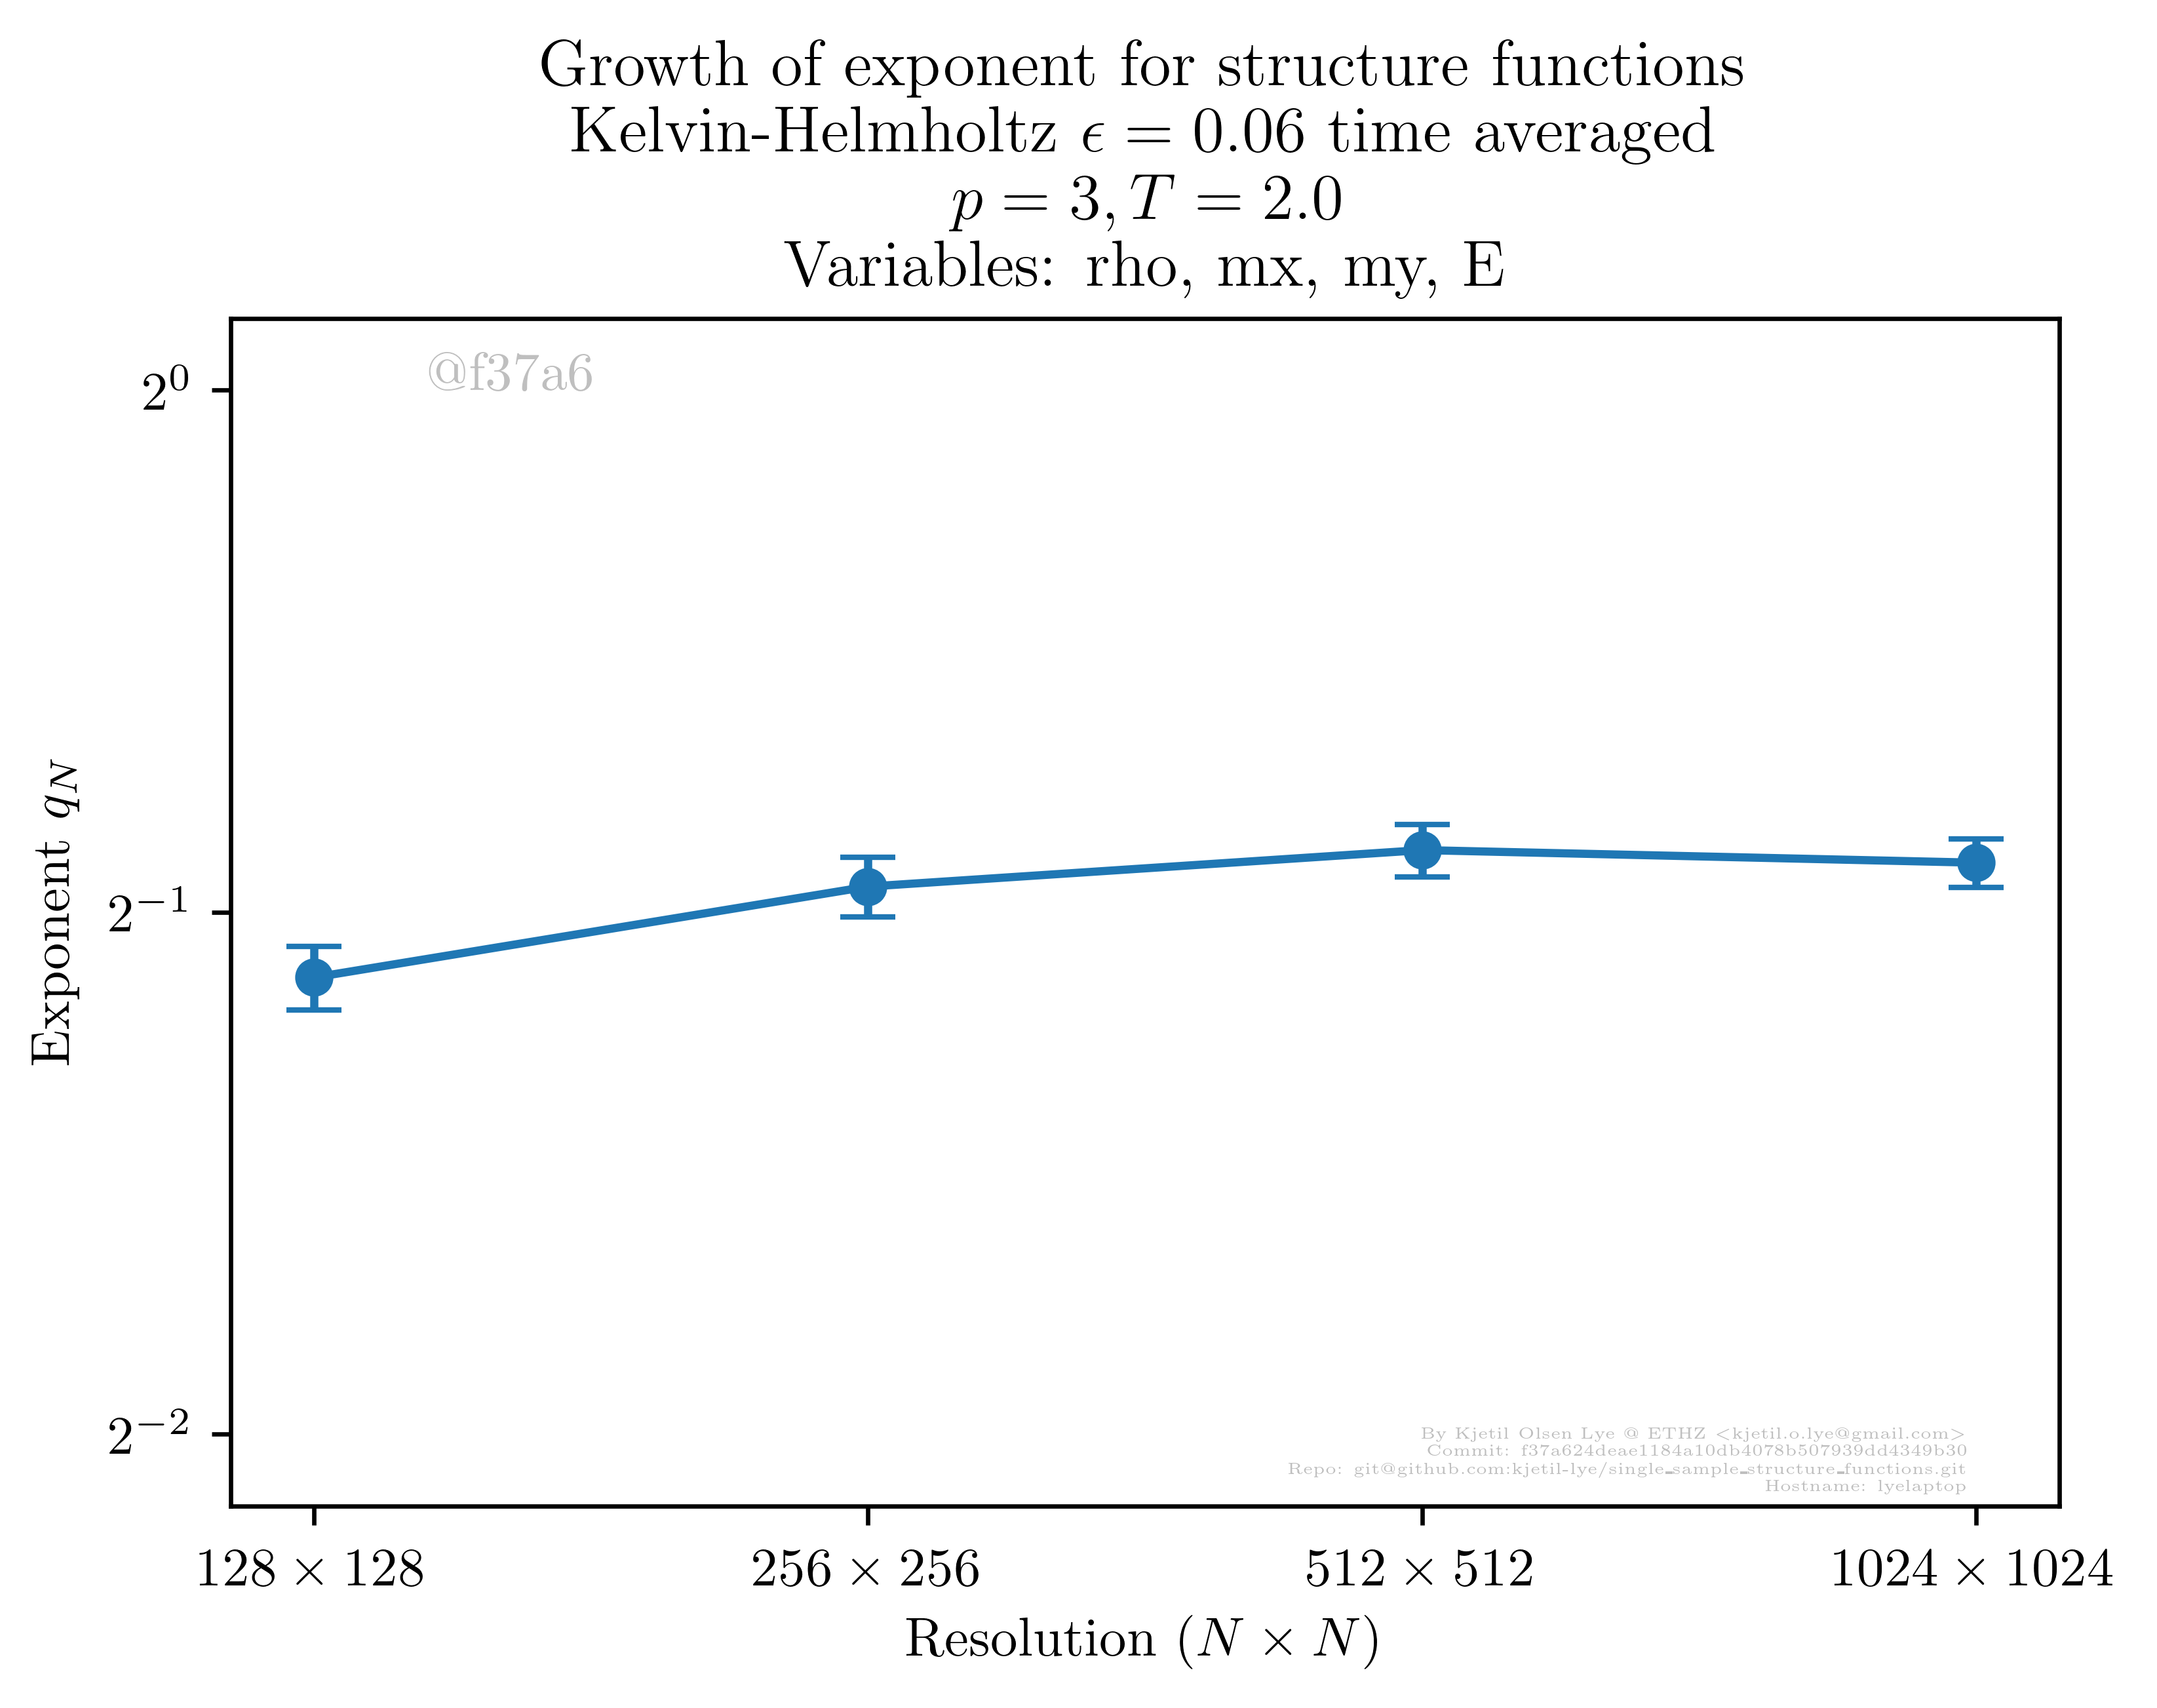 Growth of exponent for structure functions
Kelvin-Helmholtz ϵ = 0.06 time averaged
p = 3, T = 2.0
Variables: rho, mx, my, E
@f37a6
2⁰
2⁻¹
2⁻²
Exponent q_N
By Kjetil Olsen Lye @ ETHZ <kjetil.o.lye@gmail.com>
Commit: f37a624deae1184a10db4078b507939dd4349b30
Repo: git@github.com:kjetil-lye/single_sample_structure_functions.git
Hostname: lyelaptop
128 × 128
256 × 256
512 × 512
1024 × 1024
Resolution (N × N)